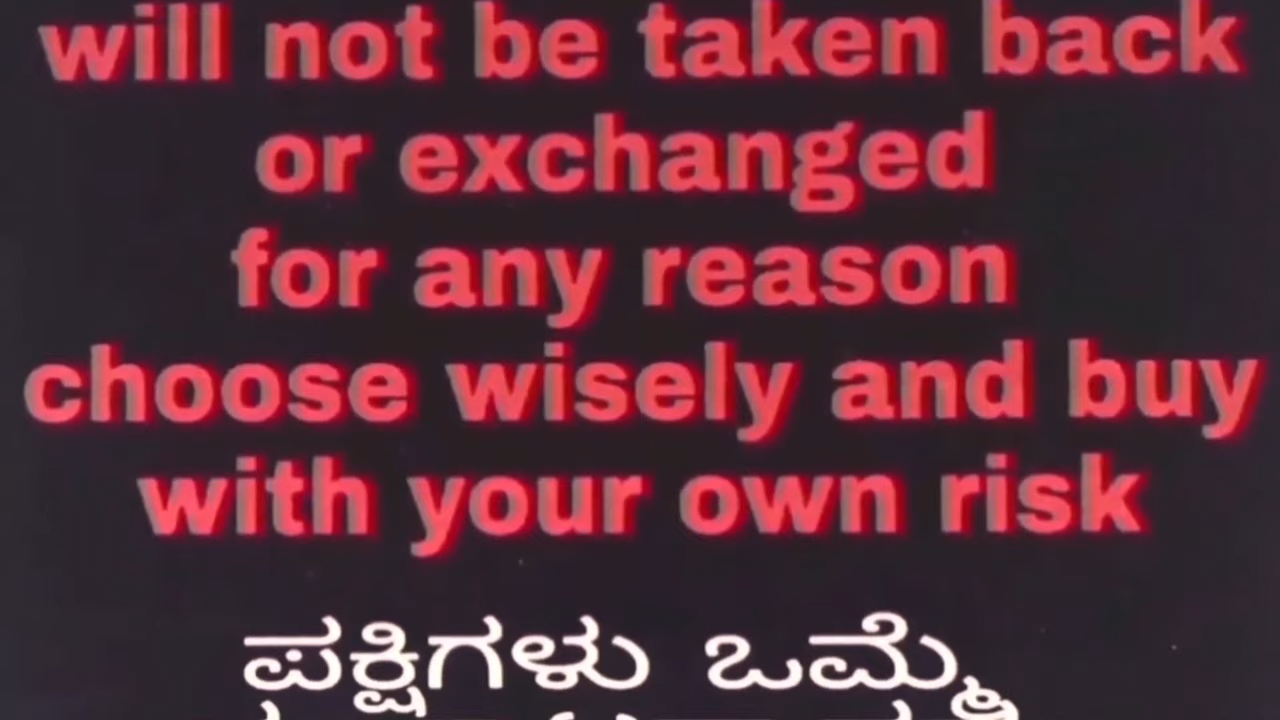 will not be taken back
or exchanged
for any reason
choose wisely and buy
with your own risk
ಪಕ್ಷಿಗಳು ಒಮ್ಮೆ